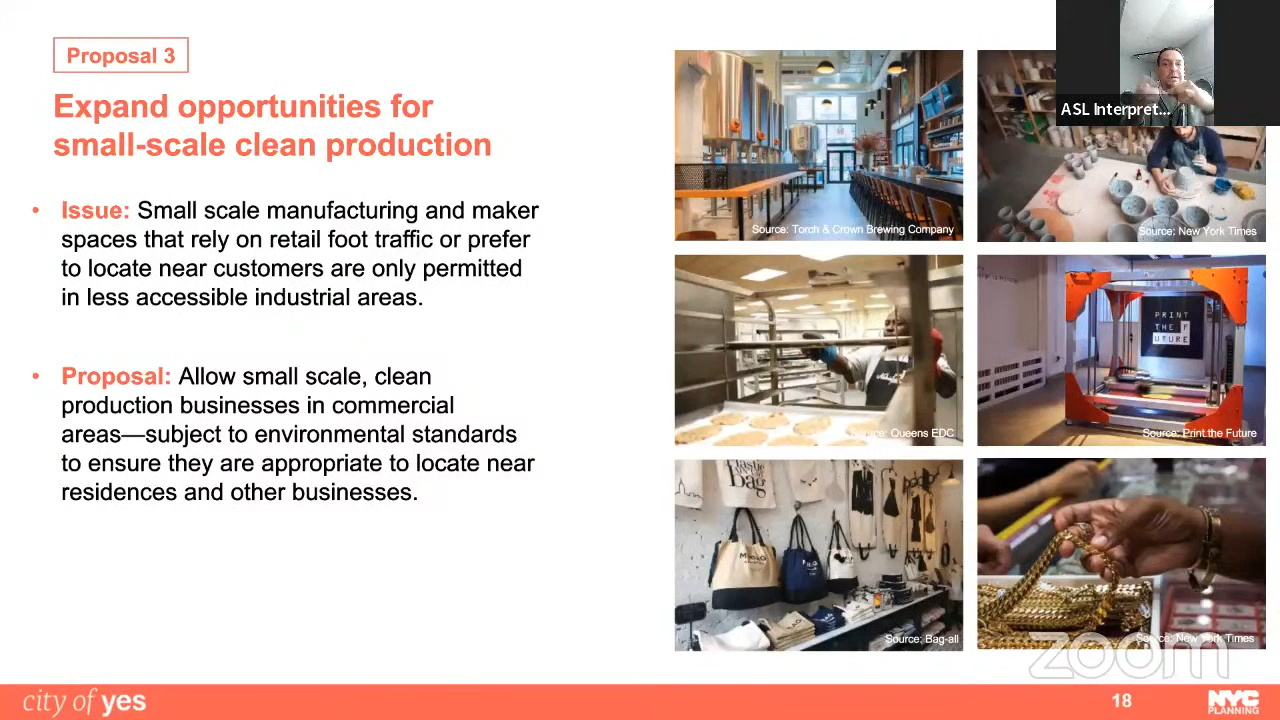 Proposal 3
Expand opportunities for
small-scale clean production
• Issue: Small scale manufacturing and maker
spaces that rely on retail foot traffic or prefer
to locate near customers are only permitted
in less accessible industrial areas.
• Proposal: Allow small scale, clean
production businesses in commercial
areas—subject to environmental standards
to ensure they are appropriate to locate near
residences and other businesses.
ASL Interpret...
Source: Torch & Crown Brewing Company
Source: New York Times
Source: Queens EDC
PRINT
THE F
UTURE
Source: Print the Future
bag
Source: Bag-all
Source: New York Times
zoom
city of yes
18
NYC
PLANNING